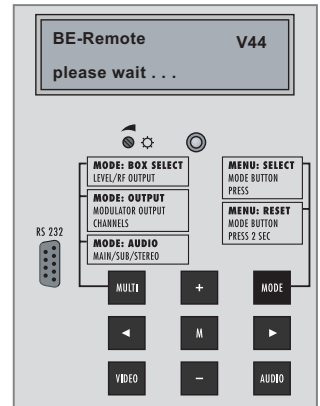 BE-Remote V44
please wait . . .
MODE: BOX SELECT
LEVEL/RF OUTPUT
MODE: OUTPUT
MODULATOR OUTPUT
CHANNELS
MODE: AUDIO
MAIN/SUB/STEREO
MENU: SELECT
MODE BUTTON
PRESS
MENU: RESET
MODE BUTTON
PRESS 2 SEC
RS 232
MULTI + MODE
◄ M ►
VIDEO – AUDIO